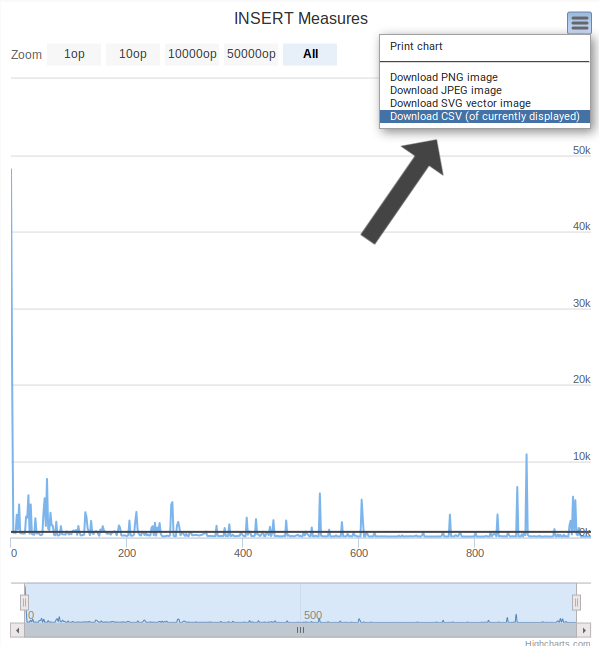 INSERT Measures
Zoom 1op 10op 10000op 50000op All
Print chart
Download PNG image
Download JPEG image
Download SVG vector image
Download CSV (of currently displayed)
50k
40k
30k
20k
10k
0k
0 200 400 600 800
0 500
Highcharts.com